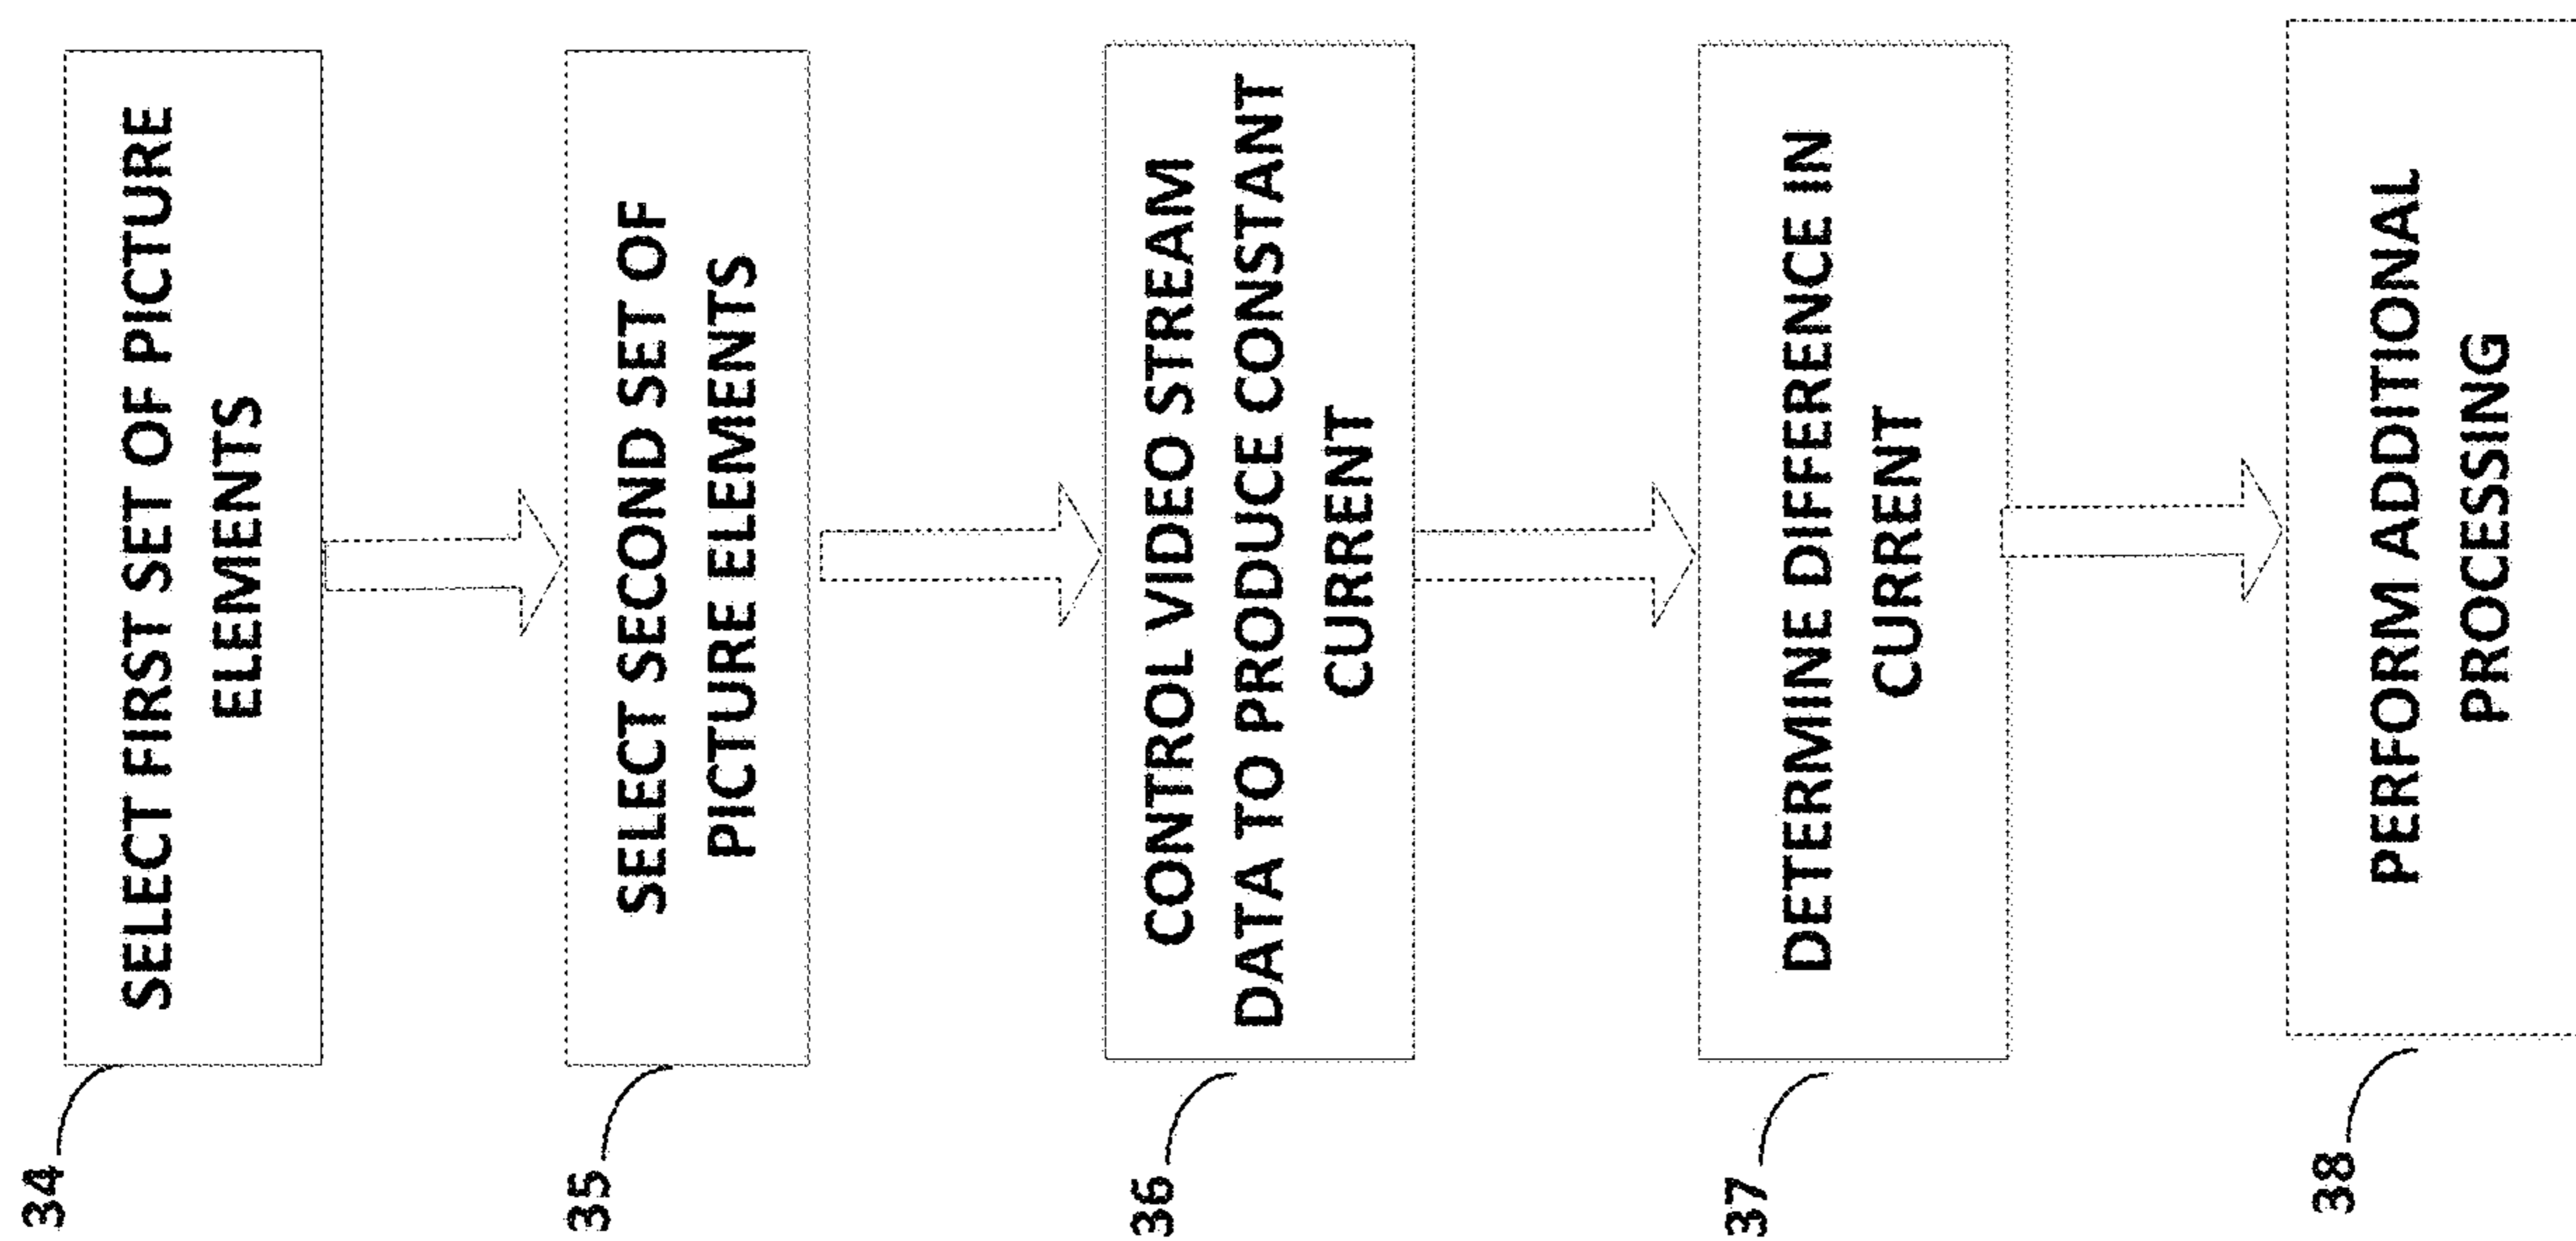 34
SELECT FIRST SET OF PICTURE
ELEMENTS
35
SELECT SECOND SET OF
PICTURE ELEMENTS
36
CONTROL VIDEO STREAM
DATA TO PRODUCE CONSTANT
CURRENT
37
DETERMINE DIFFERENCE IN
CURRENT
38
PERFORM ADDITIONAL
PROCESSING